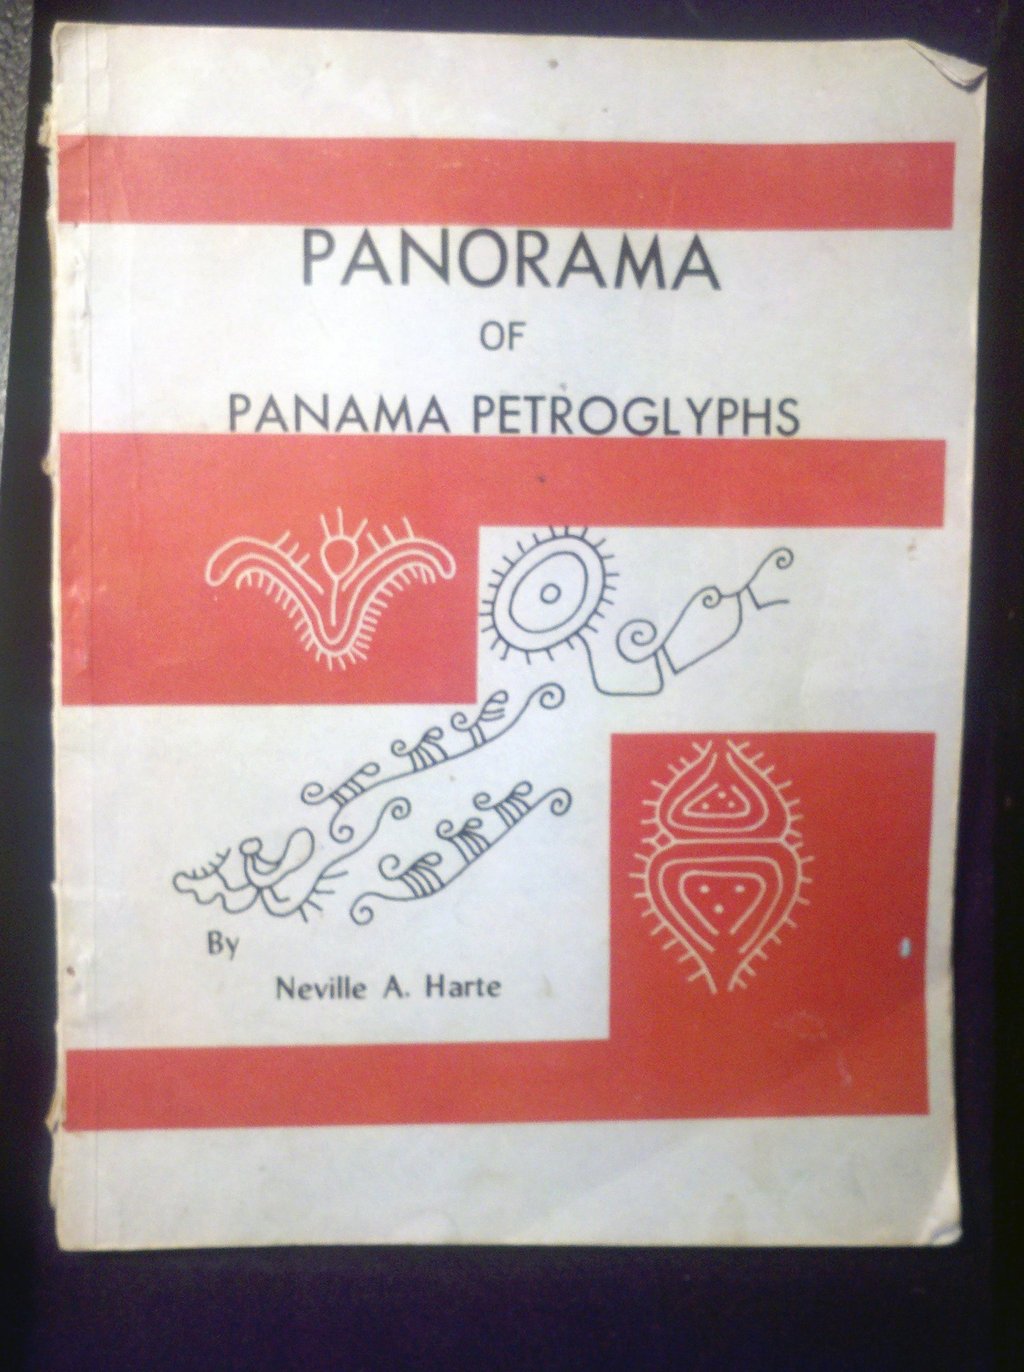 PANORAMA
OF
PANAMA PETROGLYPHS
By
Neville A. Harte